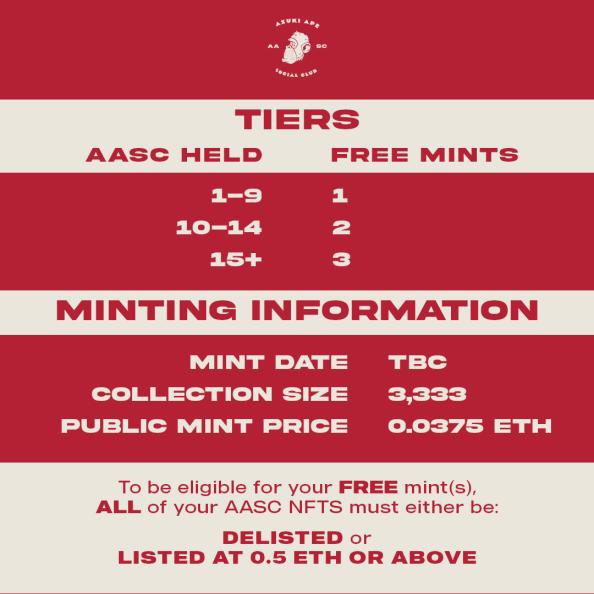 AZUKI APE
AA SC
SOCIAL CLUB
TIERS
AASC HELD FREE MINTS
1–9 1
10–14 2
15+ 3
MINTING INFORMATION
MINT DATE TBC
COLLECTION SIZE 3,333
PUBLIC MINT PRICE 0.0375 ETH
To be eligible for your FREE mint(s),
ALL of your AASC NFTS must either be:
DELISTED or
LISTED AT 0.5 ETH OR ABOVE